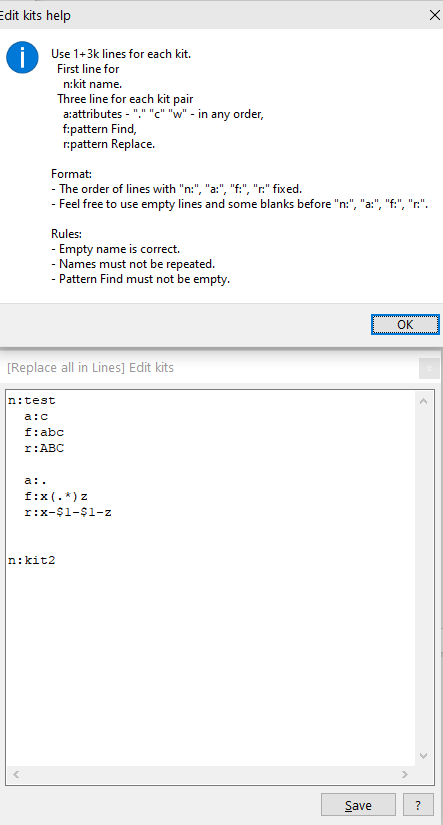 Edit kits help
Use 1+3k lines for each kit.
First line for
n:kit name.
Three line for each kit pair
a:attributes - "." "c" "w" - in any order,
f:pattern Find,
r:pattern Replace.
Format:
- The order of lines with "n:", "a:", "f:", "r:" fixed.
- Feel free to use empty lines and some blanks before "n:", "a:", "f:", "r:".
Rules:
- Empty name is correct.
- Names must not be repeated.
- Pattern Find must not be empty.
OK
[Replace all in Lines] Edit kits
n:test
a:c
f:abc
r:ABC
a:.
f:x(.*)z
r:x-$1-$1-z
n:kit2
Save
?